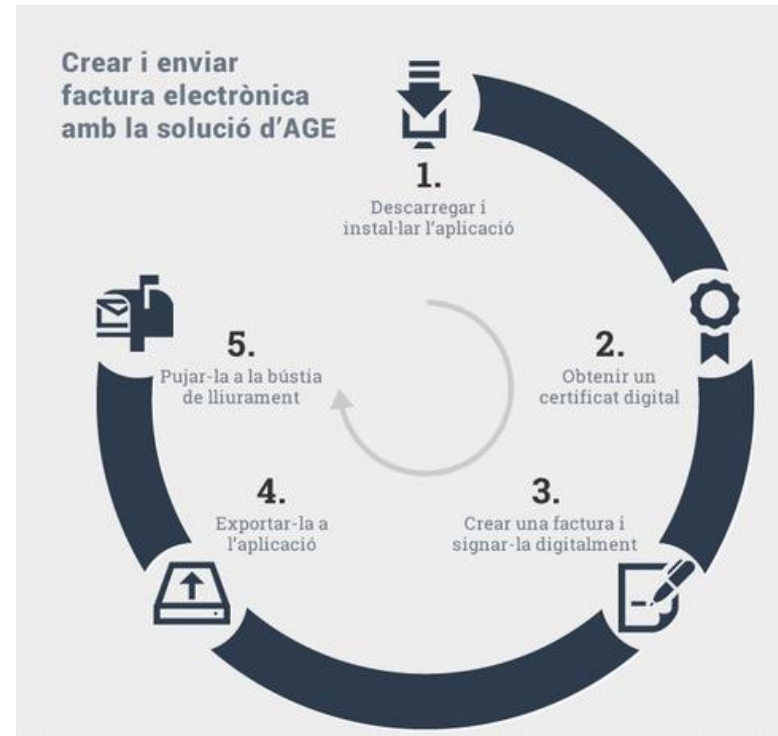 Crear i enviar
factura electrònica
amb la solució d'AGE
1.
Descarregar i
instal·lar l'aplicació
2.
Obtenir un
certificat digital
3.
Crear una factura i
signar-la digitalment
4.
Exportar-la a
l'aplicació
5.
Pujar-la a la bústia
de lliurament